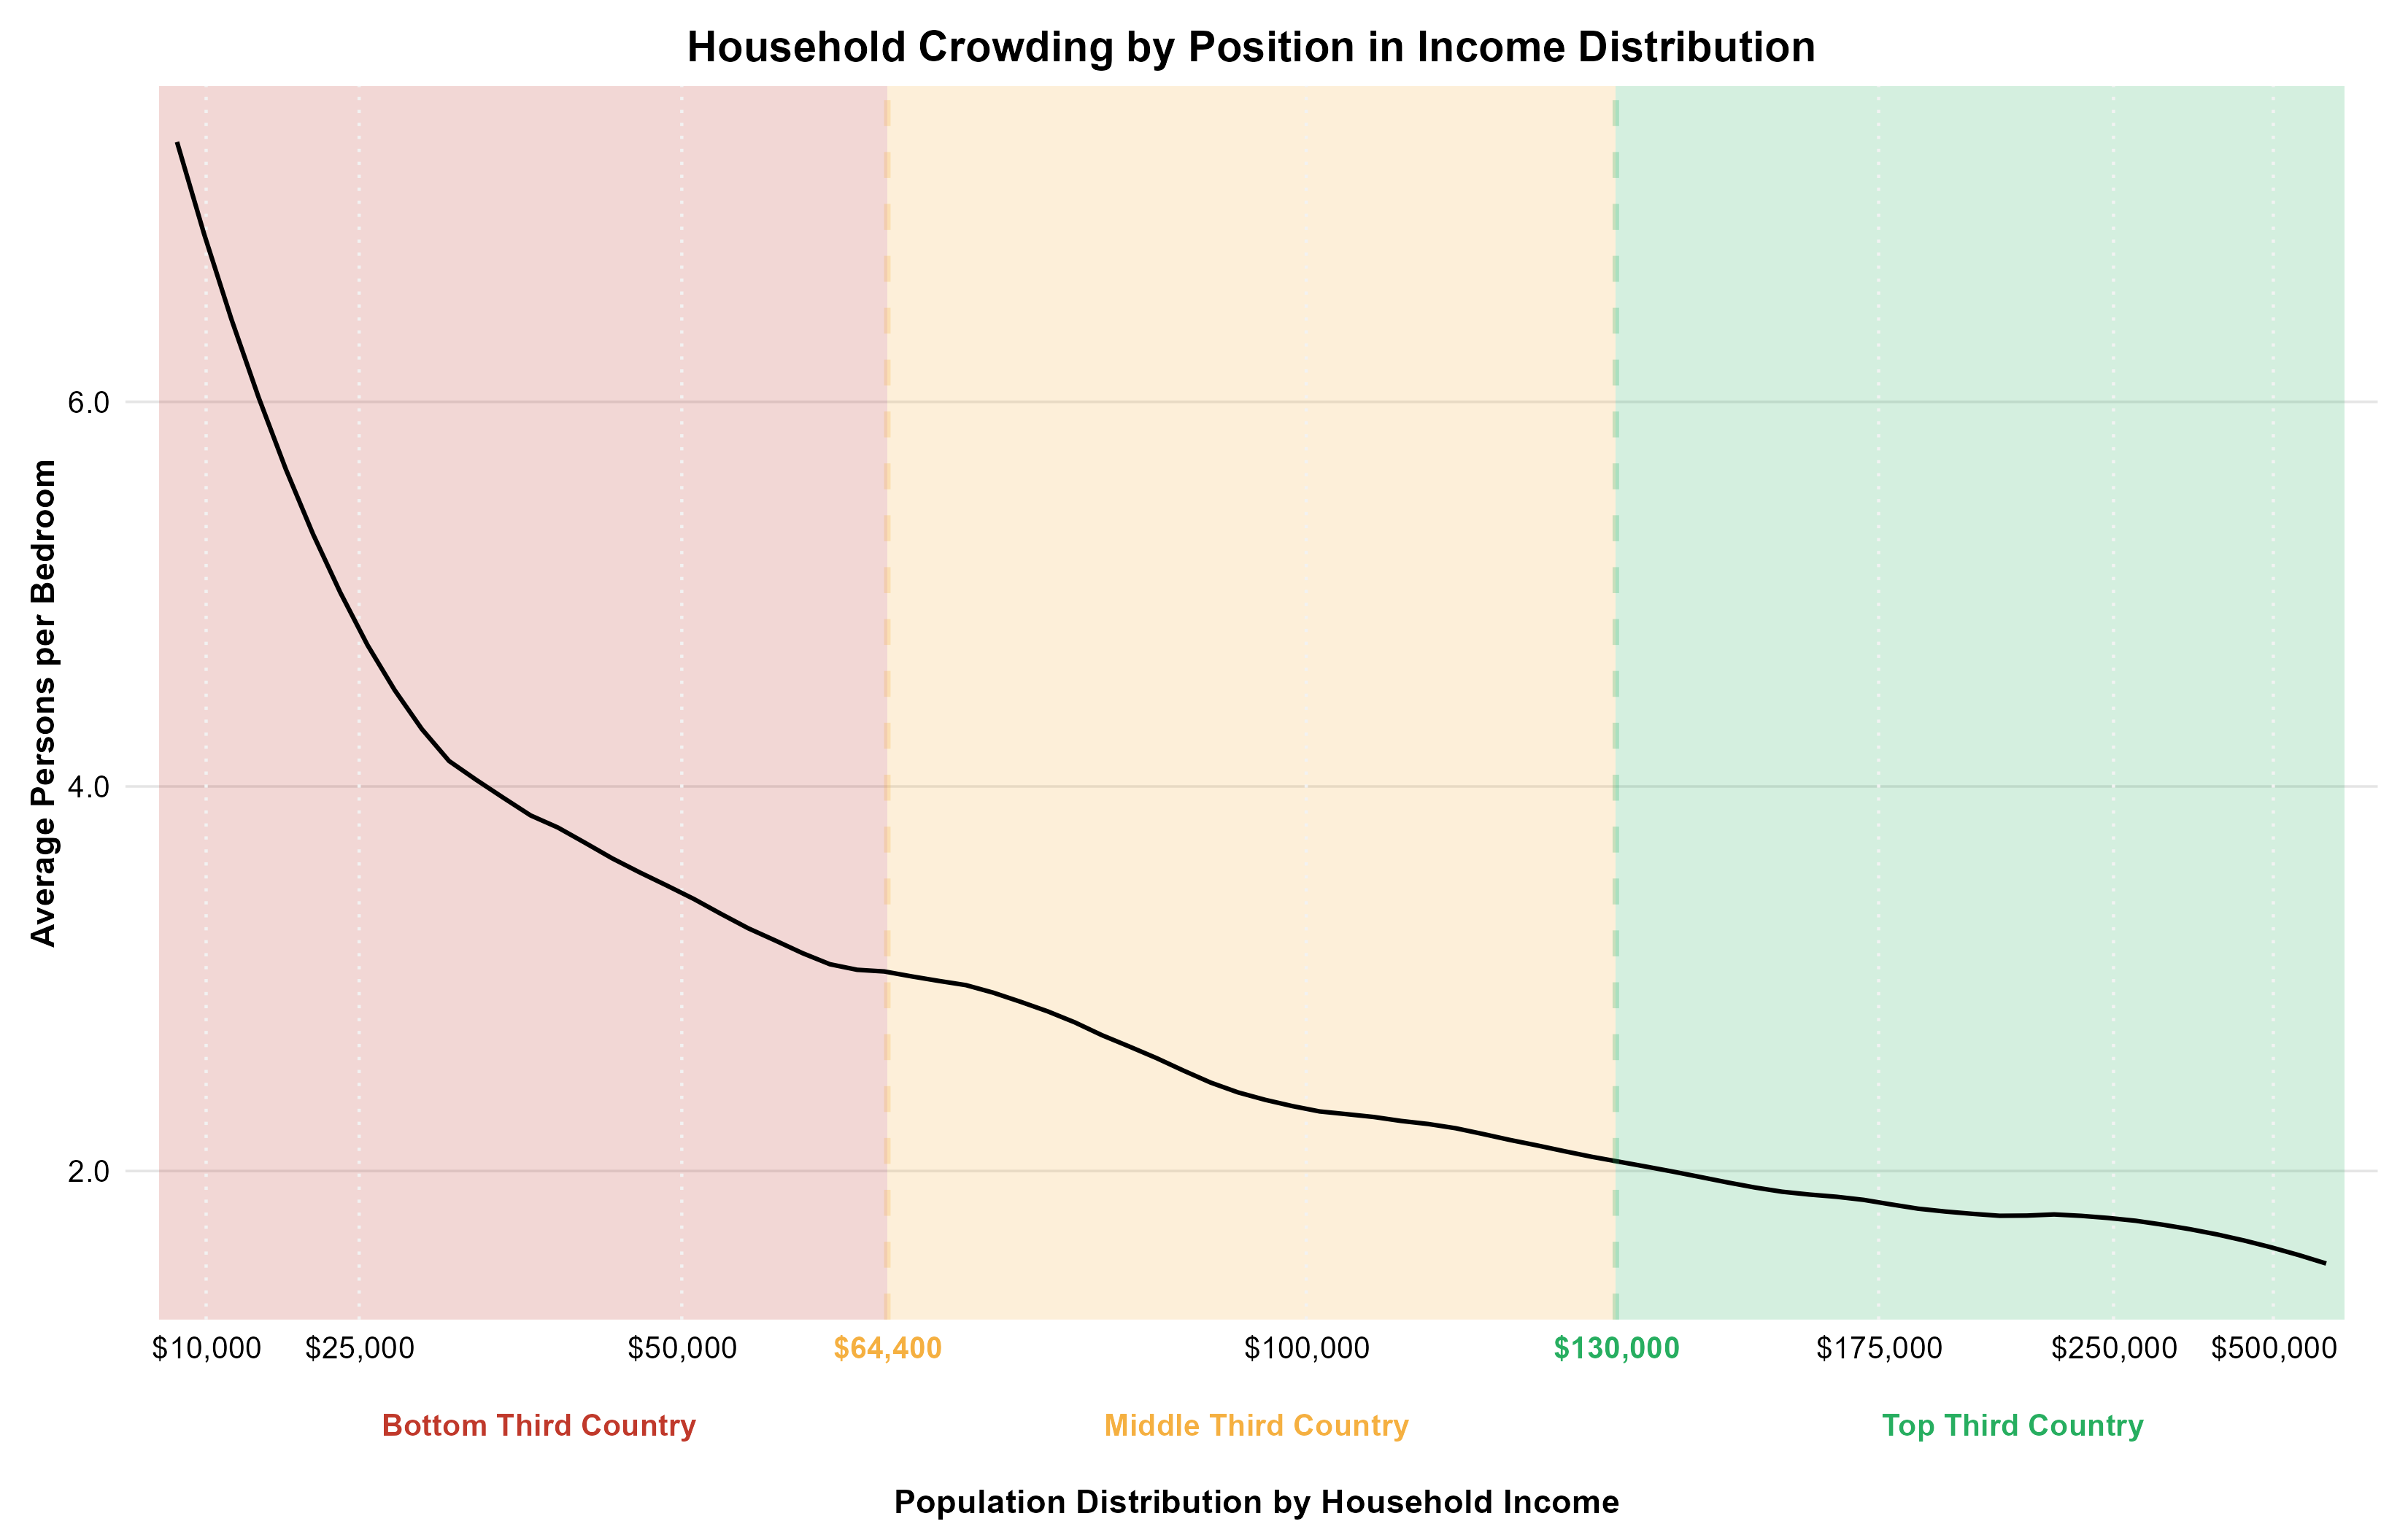 Household Crowding by Position in Income Distribution
Average Persons per Bedroom
6.0
4.0
2.0
$10,000 $25,000 $50,000 $64,400 $100,000 $130,000 $175,000 $250,000 $500,000
Bottom Third Country Middle Third Country Top Third Country
Population Distribution by Household Income